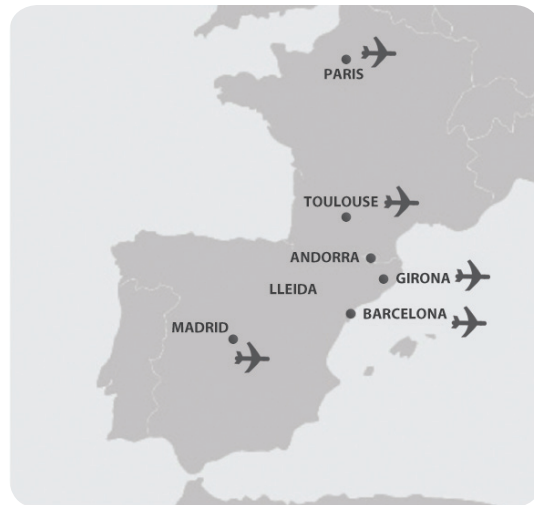 PARIS
TOULOUSE
ANDORRA
GIRONA
LLEIDA
BARCELONA
MADRID